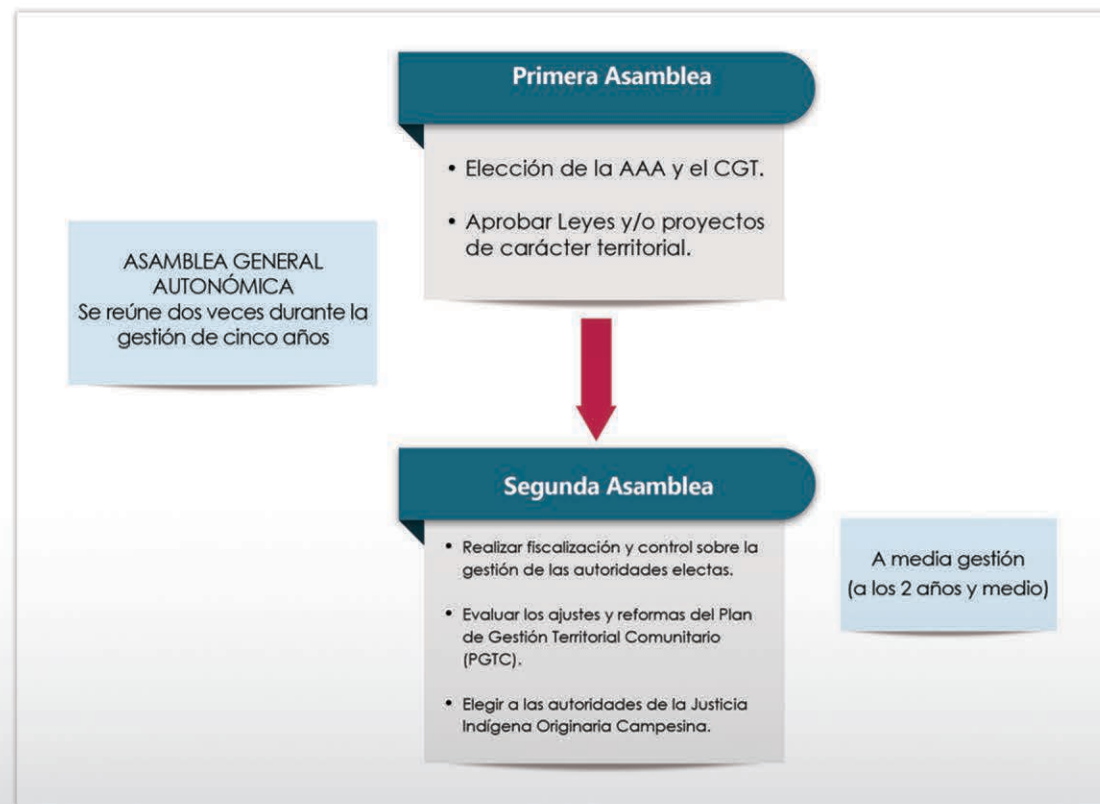 Primera Asamblea
• Elección de la AAA y el CGT.
• Aprobar Leyes y/o proyectos
de carácter territorial.
ASAMBLEA GENERAL
AUTONÓMICA
Se reúne dos veces durante la
gestión de cinco años
Segunda Asamblea
• Realizar fiscalización y control sobre la
gestión de las autoridades electas.
• Evaluar los ajustes y reformas del Plan
de Gestión Territorial Comunitario
(PGTC).
• Elegir a las autoridades de la Justicia
Indígena Originaria Campesina.
A media gestión
(a los 2 años y medio)